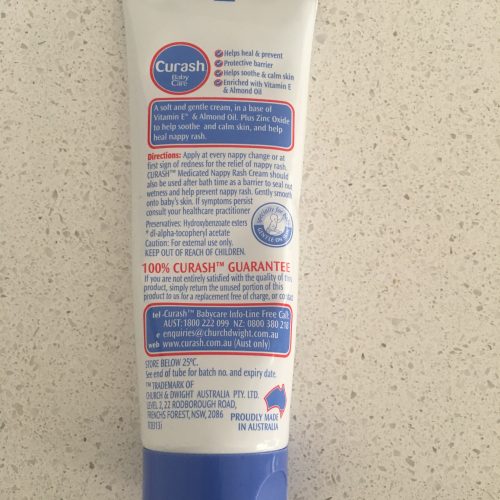 Curash
Baby
Care
Helps heal & prevent
Protective barrier
Helps soothe & calm skin
Enriched with Vitamin E
& Almond Oil
A soft and gentle cream, in a base of
Vitamin E* & Almond Oil. Plus Zinc Oxide
to help soothe and calm skin, and help
heal nappy rash.
Directions: Apply at every nappy change or at
first sign of redness for the relief of nappy rash.
CURASH™ Medicated Nappy Rash Cream should
also be used after bath time as a barrier to seal out
wetness and help prevent nappy rash. Gently smooth
onto baby's skin. If symptoms persist
consult your healthcare practitioner
Preservatives: Hydroxybenzoate esters
* dl-alpha-tocopheryl acetate
Caution: For external use only.
KEEP OUT OF REACH OF CHILDREN.
GENTLE ON
100% CURASH™ GUARANTEE
If you are not entirely satisfied with the quality of this
product, simply return the unused portion of this
product to us for a replacement free of charge, or
tel -Curash™ Babycare Info-Line Free Call
AUST:1800 222 099 NZ: 0800 380 218
e enquiries@churchdwight.com.au
web www.curash.com.au (Aust only)
STORE BELOW 25°C.
See end of tube for batch no. and expiry date.
™ TRADEMARK OF
CHURCH & DWIGHT AUSTRALIA PTY. LTD.
LEVEL 2, 22 RODBOROUGH ROAD,
FRENCHS FOREST, NSW, 2086
PROUDLY MADE
IN AUSTRALIA